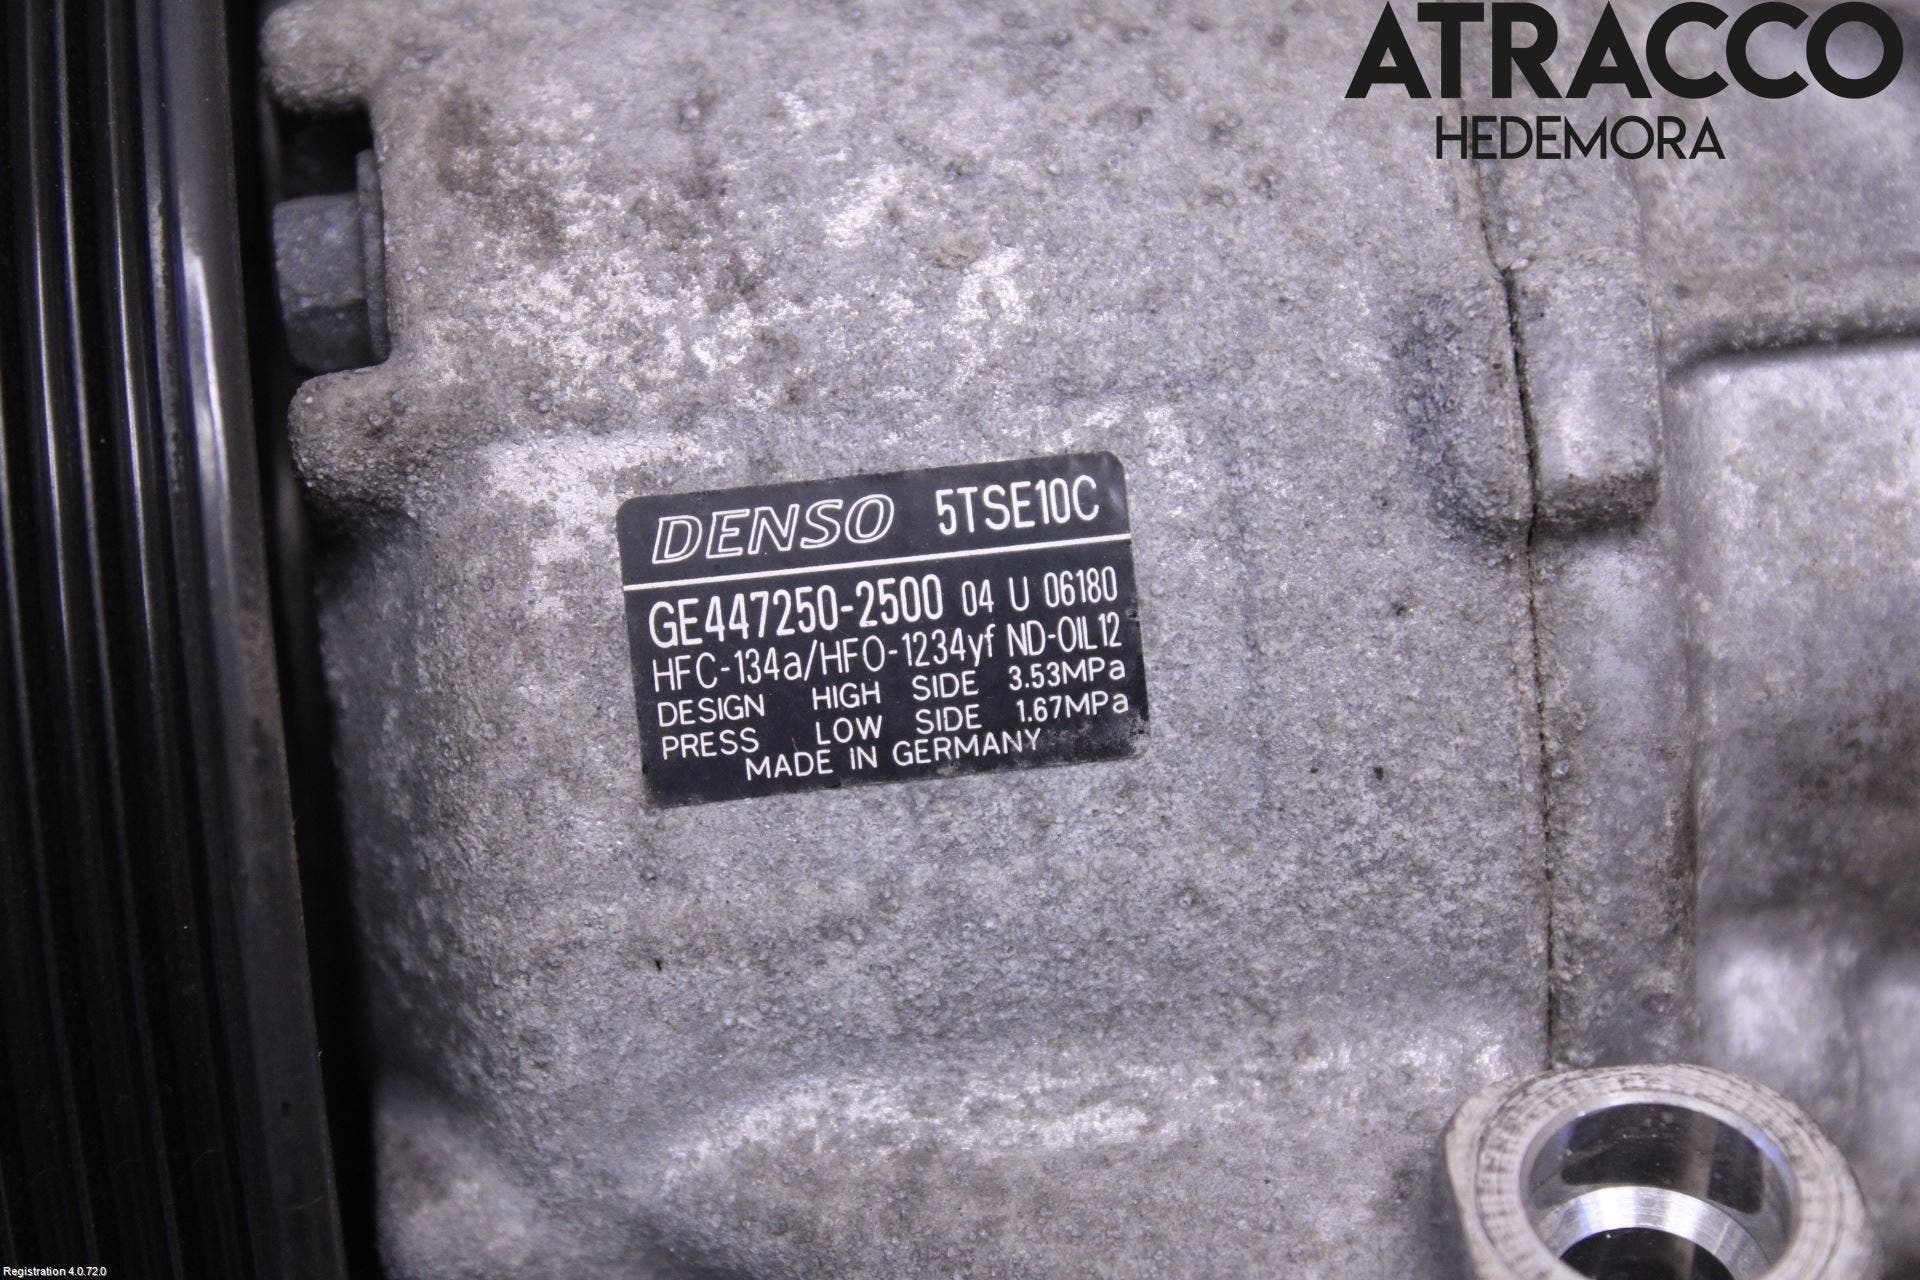 ATRACCO
HEDEMORA
DENSO 5TSE10C
GE447250-2500 04 U 06180
HFC-134a/HFO-1234yf ND-OIL12
DESIGN HIGH SIDE 3.53MPa
PRESS LOW SIDE 1.67MPa
MADE IN GERMANY
Registration 4.0.72.0